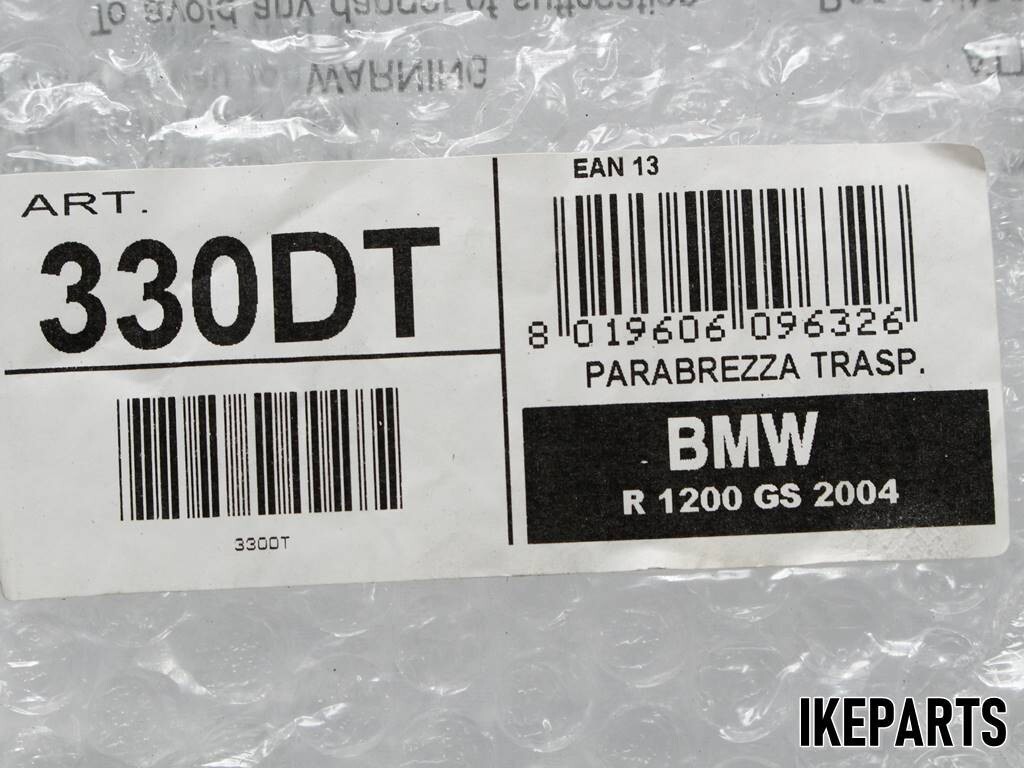 To avoid any danger of suffocation
WARNING
ART.
330DT
330DT
EAN 13
8 019606 096326
PARABREZZA TRASP.
BMW
R 1200 GS 2004
IKEPARTS